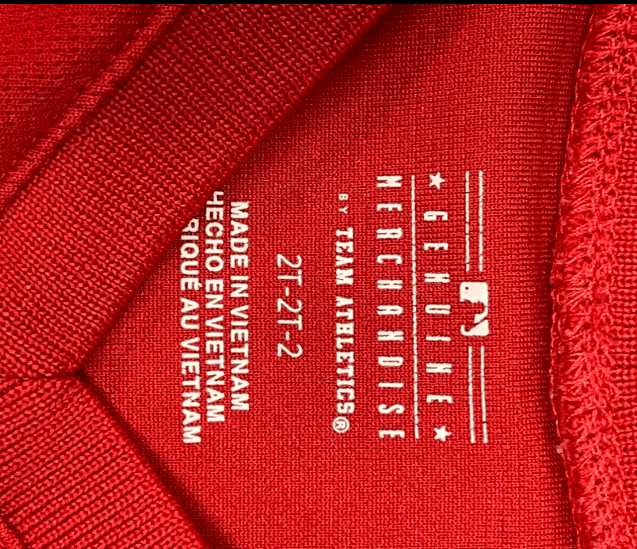 ★ GENUINE ★
MERCHANDISE
BY TEAM ATHLETICS®
2T-2T-2
MADE IN VIETNAM
HECHO EN VIETNAM
RIQUÉ AU VIETNAM